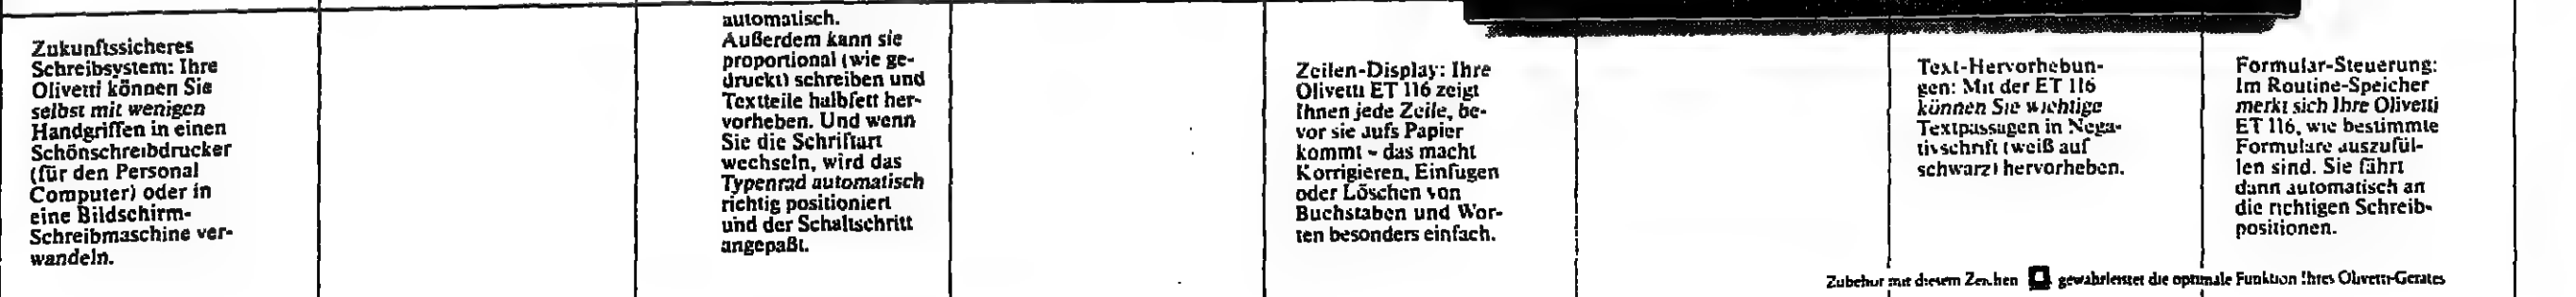 Zukunftssicheres
Schreibsystem: Ihre
Olivetti können Sie
selbst mit wenigen
Handgriffen in einen
Schönschreibdrucker
(für den Personal
Computer) oder in
eine Bildschirm-
Schreibmaschine ver-
wandeln.
automatisch.
Außerdem kann sie
proportional (wie ge-
druckt) schreiben und
Textteile halbfett her-
vorheben. Und wenn
Sie die Schriftart
wechseln, wird das
Typenrad automatisch
richtig positioniert
und der Schaltschritt
angepaßt.
Zeilen-Display: Ihre
Olivetti ET 116 zeigt
Ihnen jede Zeile, be-
vor sie aufs Papier
kommt – das macht
Korrigieren, Einfügen
oder Löschen von
Buchstaben und Wor-
ten besonders einfach.
Text-Hervorhebun-
gen: Mit der ET 116
können Sie wichtige
Textpassagen in Nega-
tivschrift (weiß auf
schwarz) hervorheben.
Formular-Steuerung:
Im Routine-Speicher
merkt sich Ihre Olivetti
ET 116, wie bestimmte
Formulare auszufül-
len sind. Sie fährt
dann automatisch an
die richtigen Schreib-
positionen.
Zubehör mit diesem Zeichen gewährleistet die optimale Funktion Ihres Olivetti-Gerätes